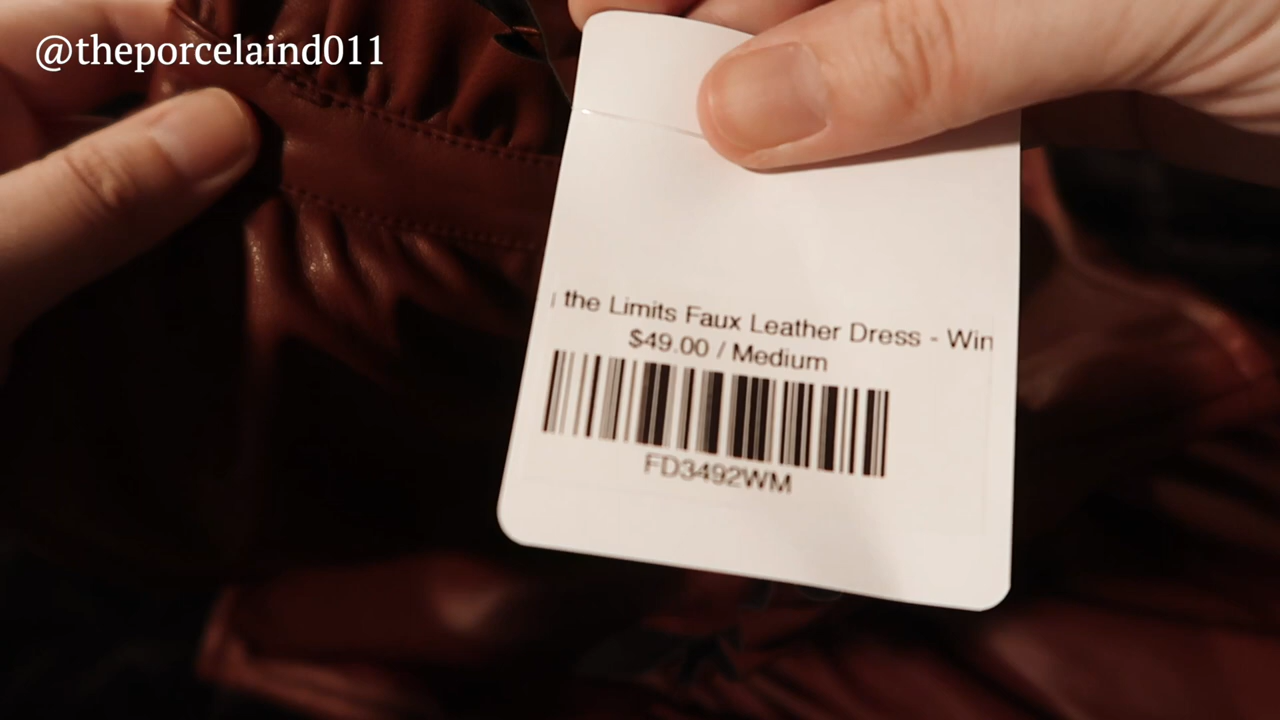 @theporcelaind011
the Limits Faux Leather Dress - Win
$49.00 / Medium
FD3492WM